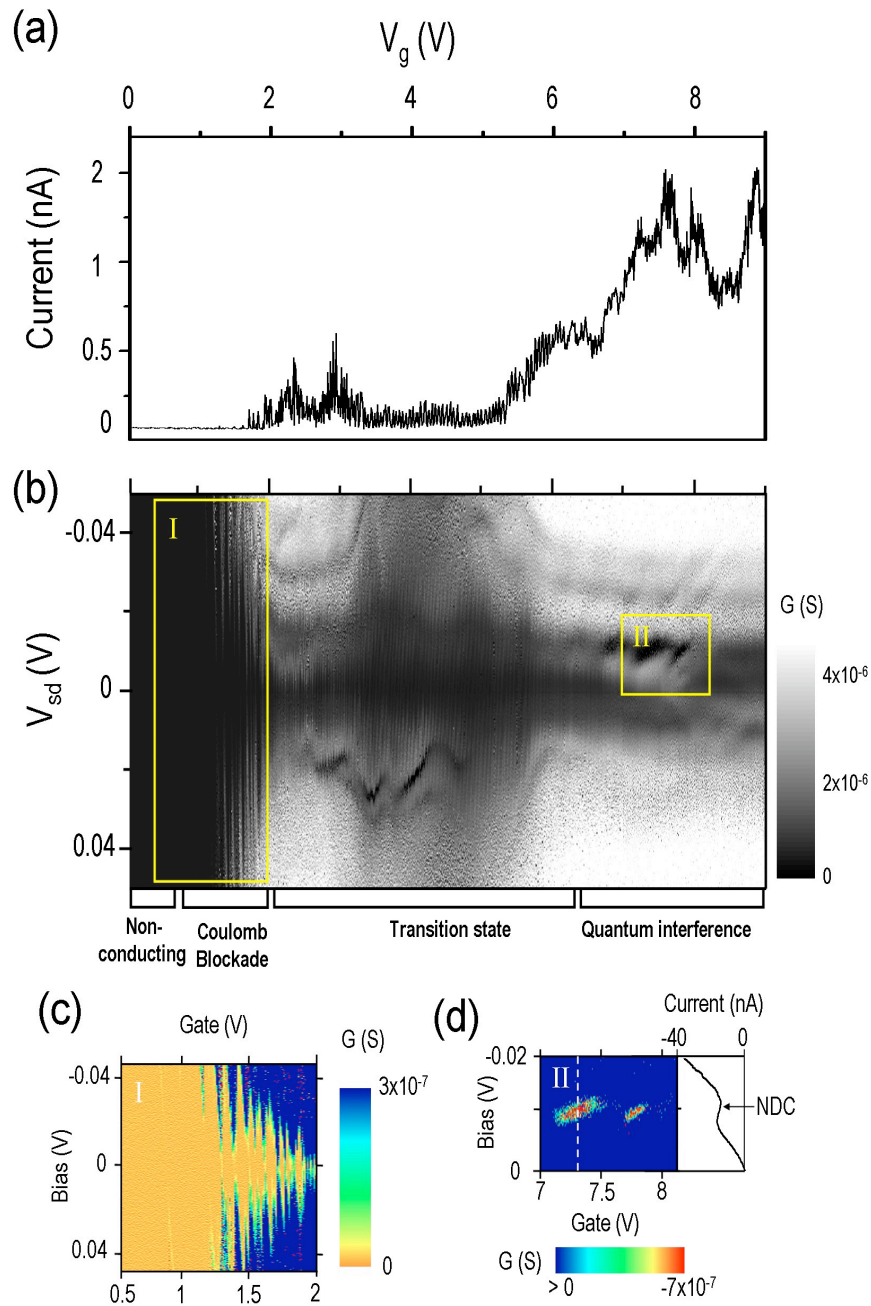 (a)
V_g (V)
0 2 4 6 8
Current (nA)
2
1
0.5
0
(b)
V_sd (V)
-0.04
0
0.04
I
II
G (S)
4x10^-6
2x10^-6
0
Non-
conducting
Coulomb
Blockade
Transition state
Quantum interference
(c)
Gate (V)
G (S)
Bias (V)
-0.04
0
0.04
I
3x10^-7
0
0.5 1 1.5 2
(d)
Current (nA)
-40 0
Bias (V)
-0.02
0
II
NDC
7 7.5 8
Gate (V)
G (S)
> 0 -7x10^-7